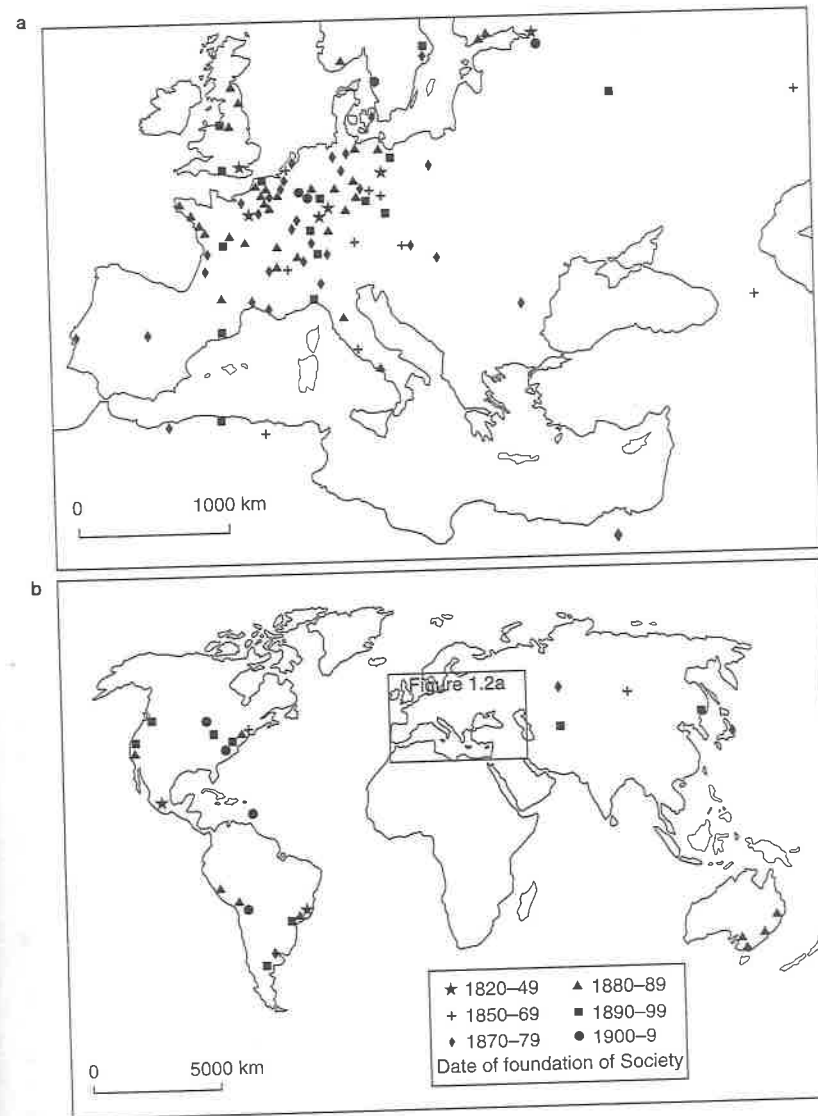 a
0 1000 km
b
Figure 1.2a
1820–49 1880–89
1850–69 1890–99
1870–79 1900–9
Date of foundation of Society
0 5000 km